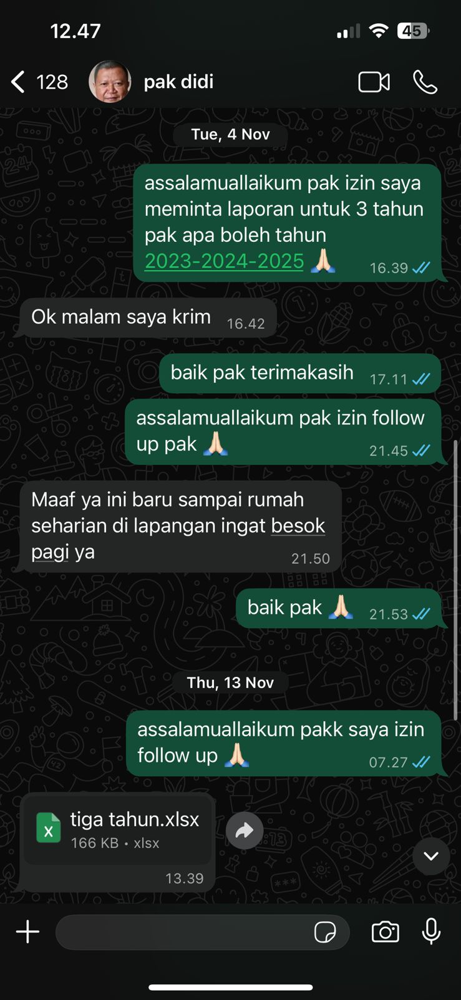 12.47
45
128
pak didi
Tue, 4 Nov
assalamuallaikum pak izin saya
meminta laporan untuk 3 tahun
pak apa boleh tahun
2023-2024-2025 🙏🏻
16.39
Ok malam saya krim
16.42
baik pak terimakasih
17.11
assalamuallaikum pak izin follow
up pak 🙏🏻
21.45
Maaf ya ini baru sampai rumah
seharian di lapangan ingat besok
pagi ya
21.50
baik pak 🙏🏻
21.53
Thu, 13 Nov
assalamuallaikum pakk saya izin
follow up 🙏🏻
07.27
X
tiga tahun.xlsx
166 KB • xlsx
13.39